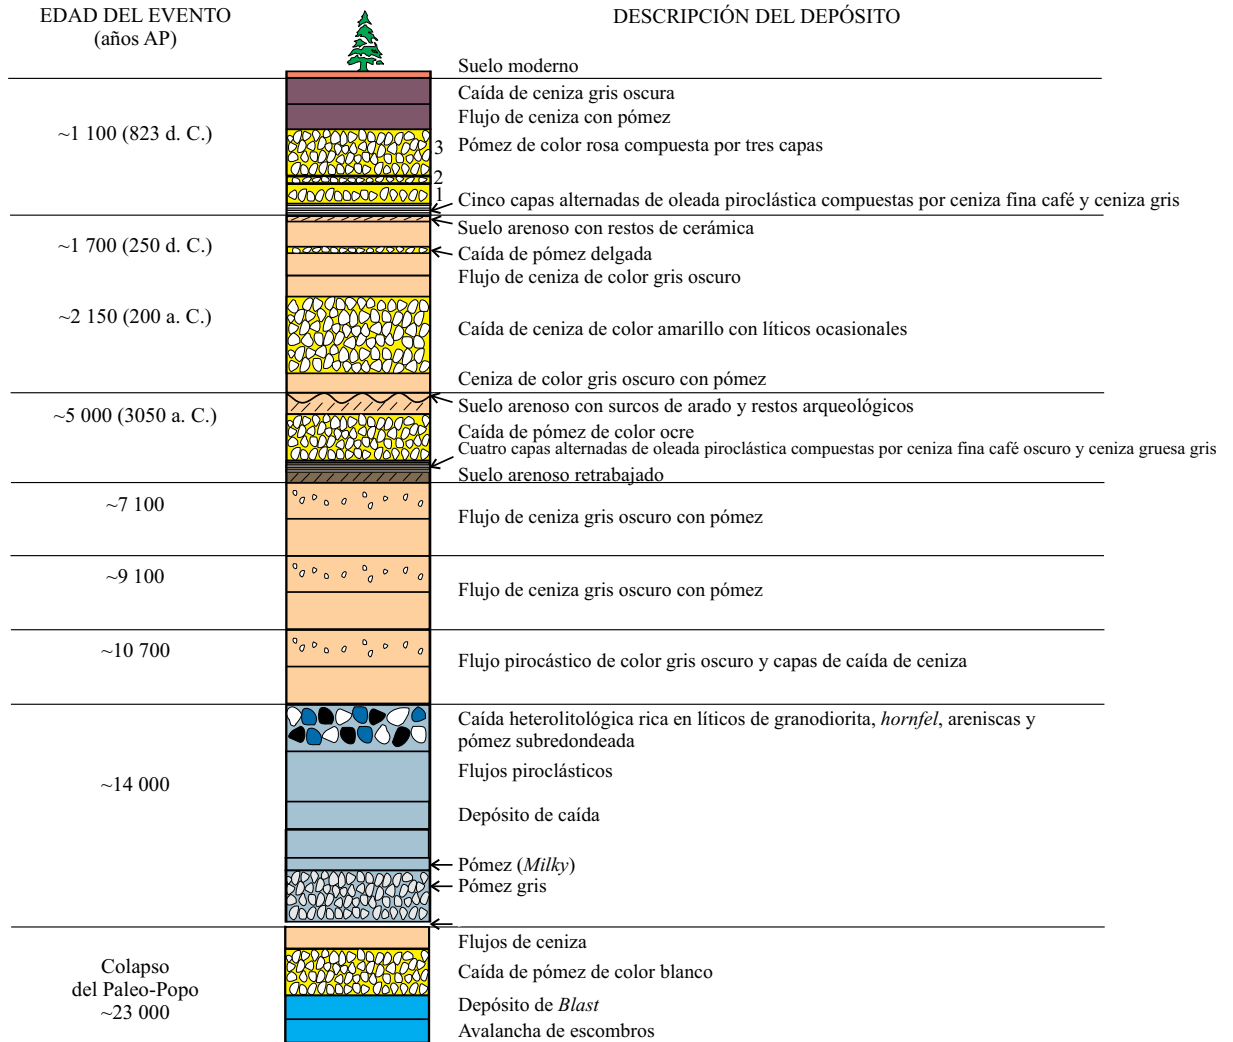 EDAD DEL EVENTO
(años AP)
DESCRIPCIÓN DEL DEPÓSITO
Suelo moderno
~1 100 (823 d. C.)
Caída de ceniza gris oscura
Flujo de ceniza con pómez
3
Pómez de color rosa compuesta por tres capas
2
1
Cinco capas alternadas de oleada piroclástica compuestas por ceniza fina café y ceniza gris
~1 700 (250 d. C.)
Suelo arenoso con restos de cerámica
Caída de pómez delgada
Flujo de ceniza de color gris oscuro
~2 150 (200 a. C.)
Caída de ceniza de color amarillo con líticos ocasionales
Ceniza de color gris oscuro con pómez
~5 000 (3050 a. C.)
Suelo arenoso con surcos de arado y restos arqueológicos
Caída de pómez de color ocre
Cuatro capas alternadas de oleada piroclástica compuestas por ceniza fina café oscuro y ceniza gruesa gris
Suelo arenoso retrabajado
~7 100
Flujo de ceniza gris oscuro con pómez
~9 100
Flujo de ceniza gris oscuro con pómez
~10 700
Flujo pirocástico de color gris oscuro y capas de caída de ceniza
~14 000
Caída heterolitológica rica en líticos de granodiorita, hornfel, areniscas y
pómez subredondeada
Flujos piroclásticos
Depósito de caída
Pómez (Milky)
Pómez gris
Colapso
del Paleo-Popo
~23 000
Flujos de ceniza
Caída de pómez de color blanco
Depósito de Blast
Avalancha de escombros